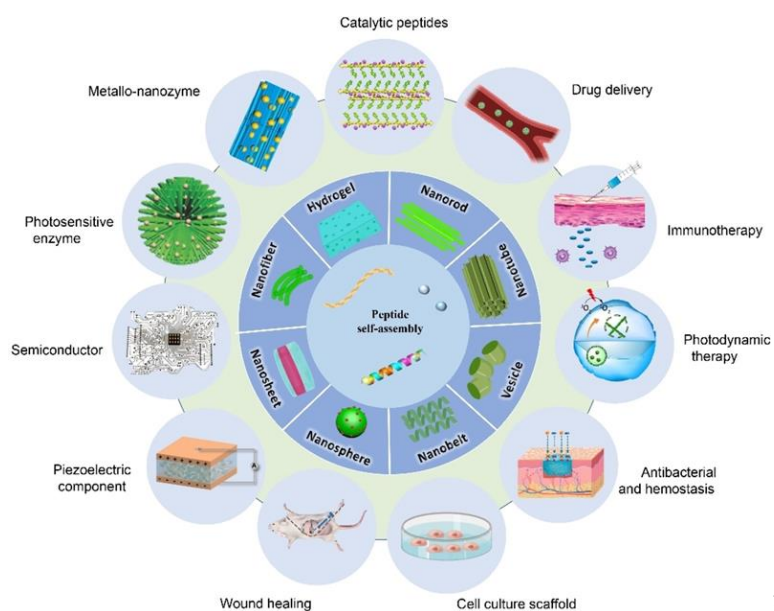 Catalytic peptides
Metallo-nanozyme
Drug delivery
Photosensitive
enzyme
Immunotherapy
Semiconductor
Photodynamic
therapy
Piezoelectric
component
Antibacterial
and hemostasis
Wound healing
Cell culture scaffold
Hydrogel
Nanorod
Nanotube
Vesicle
Nanobelt
Nanosphere
Nanosheet
Nanofiber
Peptide
self-assembly